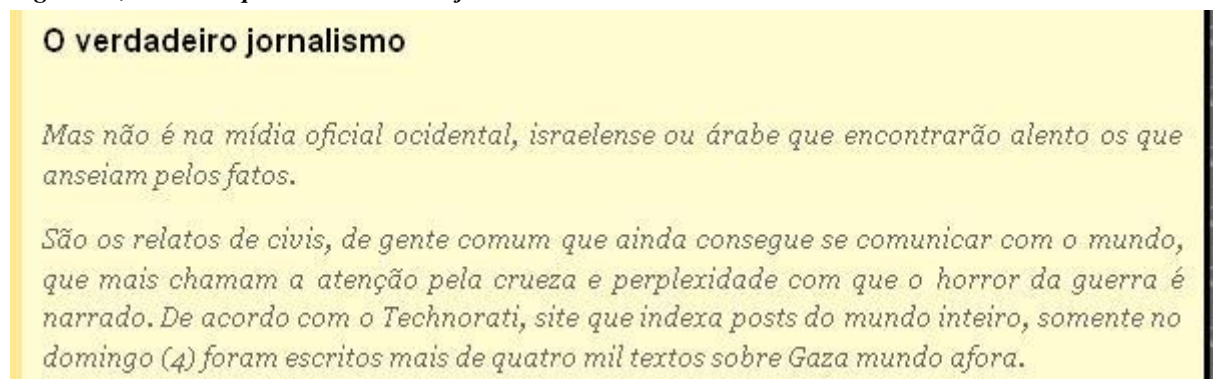 O verdadeiro jornalismo
Mas não é na mídia oficial ocidental, israelense ou árabe que encontrarão alento os que
anseiam pelos fatos.
São os relatos de civis, de gente comum que ainda consegue se comunicar com o mundo,
que mais chamam a atenção pela crueza e perplexidade com que o horror da guerra é
narrado. De acordo com o Technorati, site que indexa posts do mundo inteiro, somente no
domingo (4) foram escritos mais de quatro mil textos sobre Gaza mundo afora.